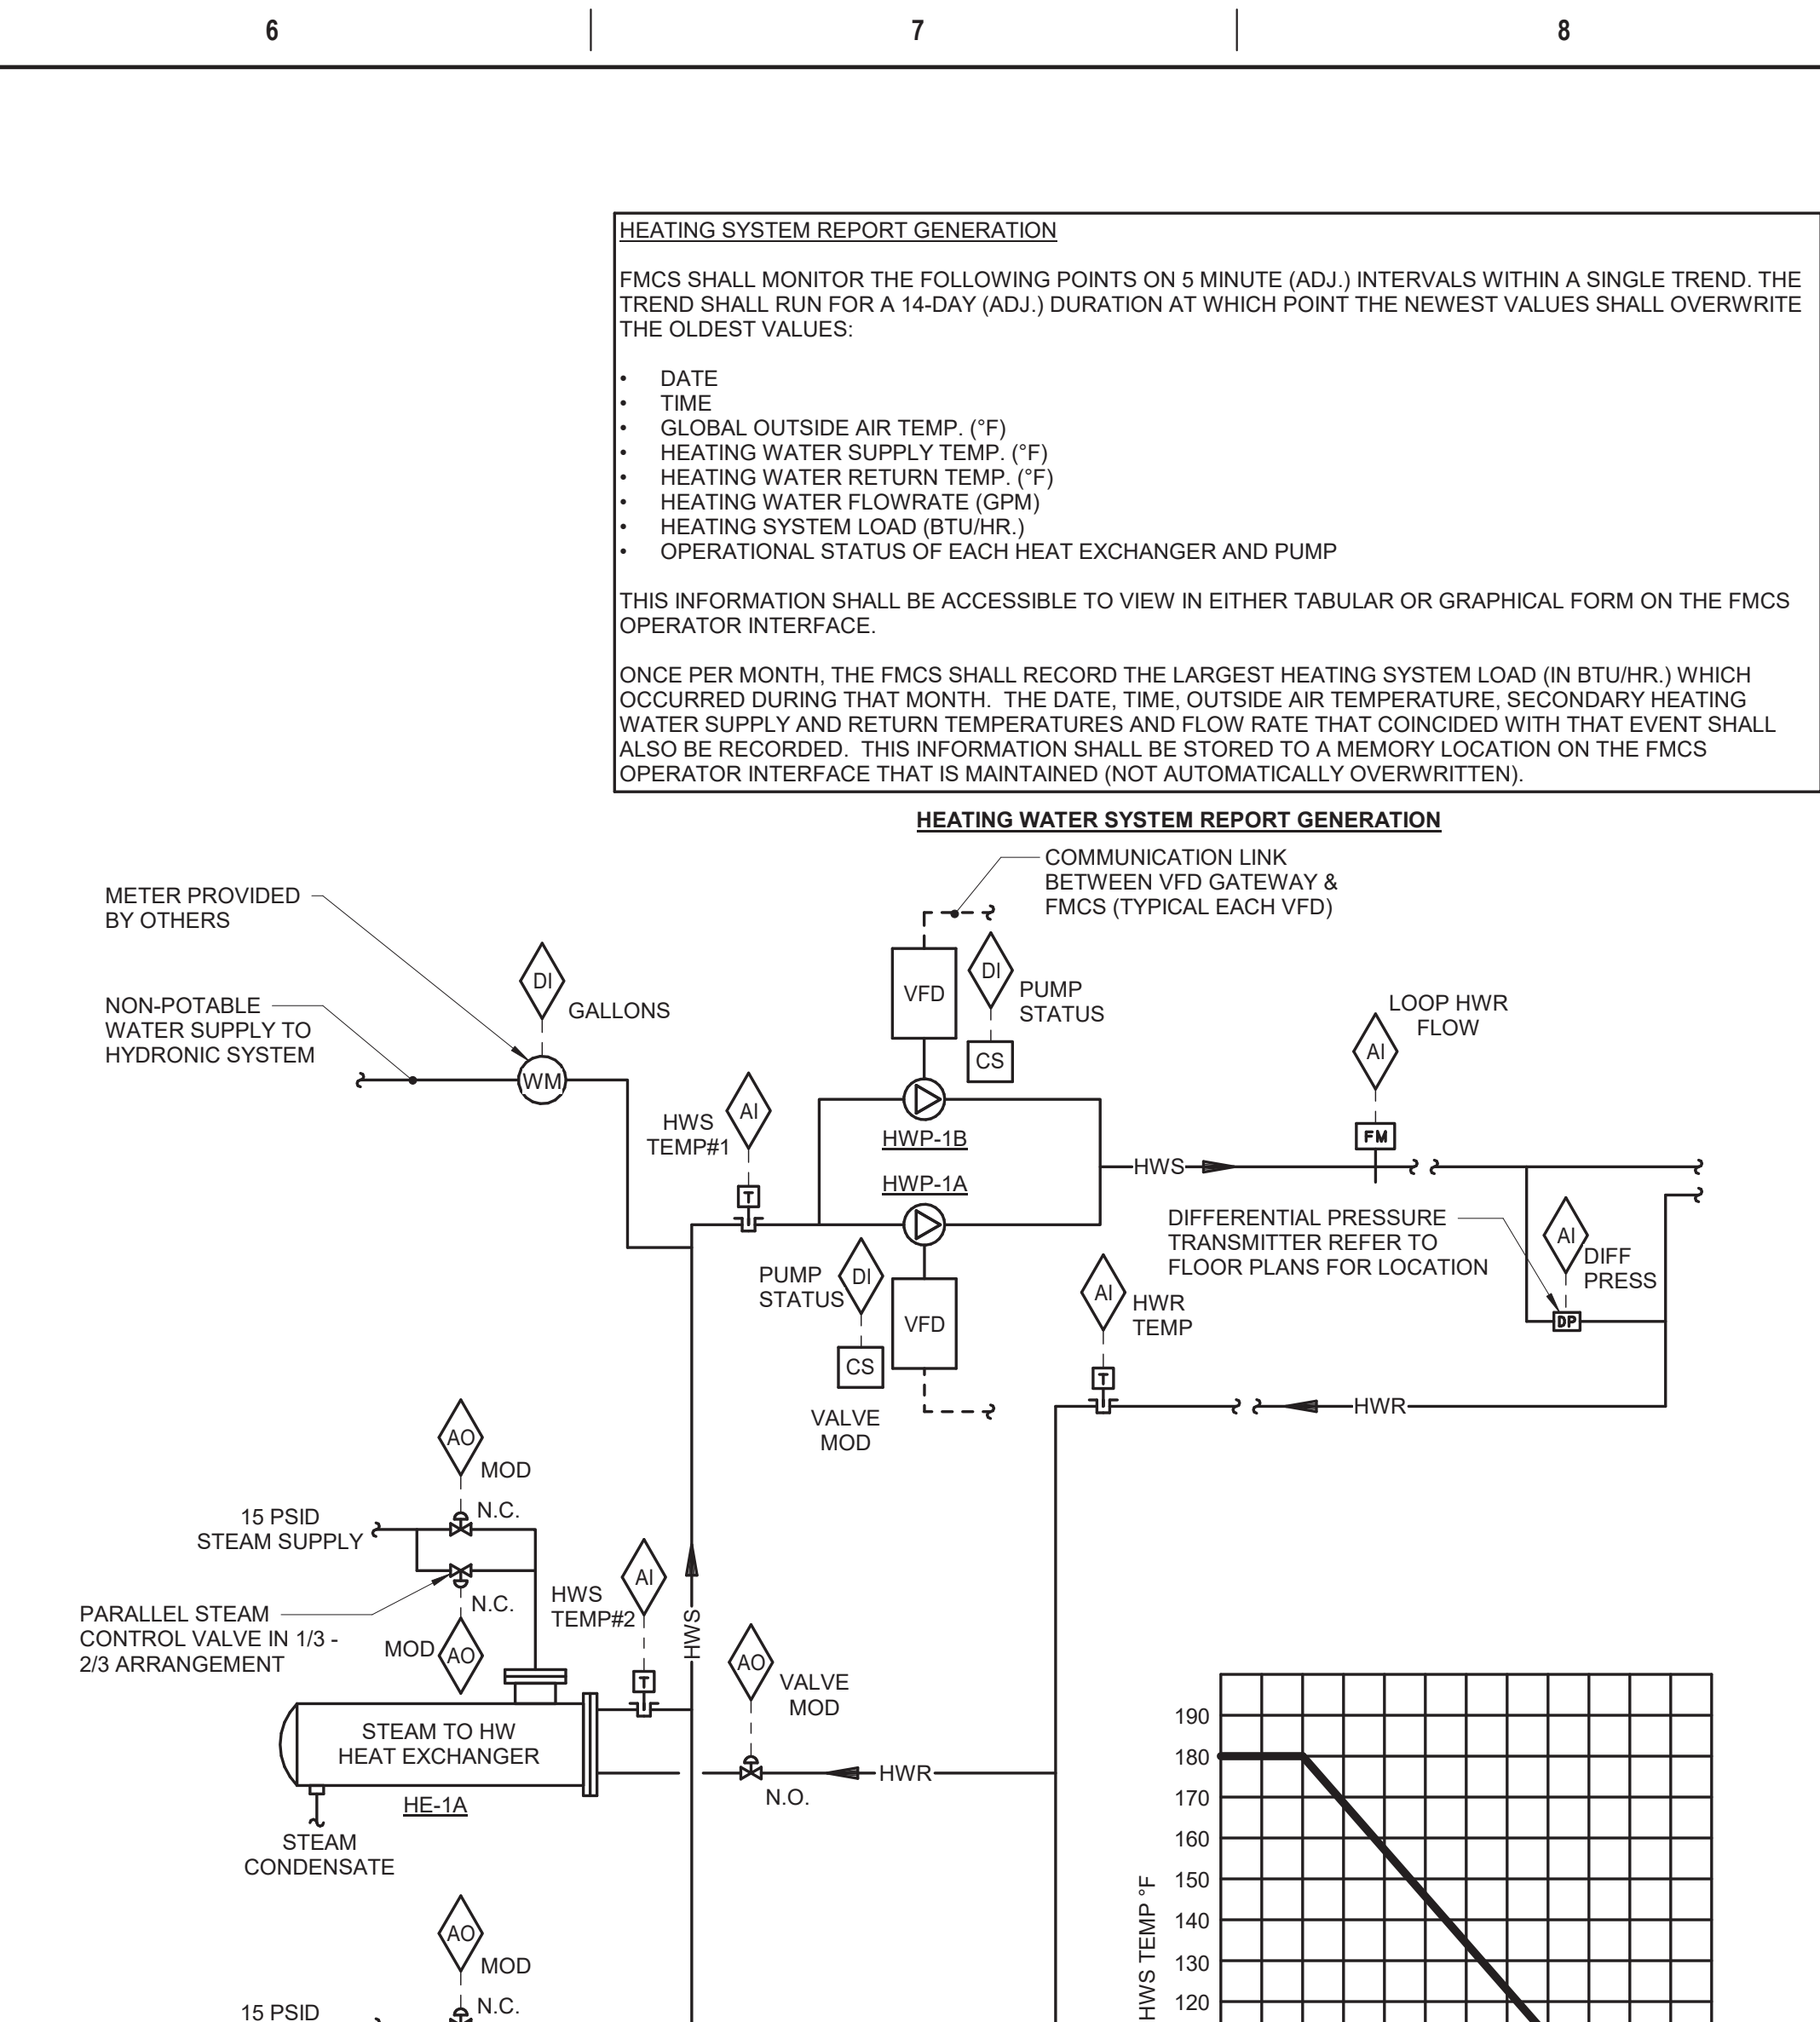 6
7
8
HEATING SYSTEM REPORT GENERATION
FMCS SHALL MONITOR THE FOLLOWING POINTS ON 5 MINUTE (ADJ.) INTERVALS WITHIN A SINGLE TREND. THE
TREND SHALL RUN FOR A 14-DAY (ADJ.) DURATION AT WHICH POINT THE NEWEST VALUES SHALL OVERWRITE
THE OLDEST VALUES:
• DATE
• TIME
• GLOBAL OUTSIDE AIR TEMP. (°F)
• HEATING WATER SUPPLY TEMP. (°F)
• HEATING WATER RETURN TEMP. (°F)
• HEATING WATER FLOWRATE (GPM)
• HEATING SYSTEM LOAD (BTU/HR.)
• OPERATIONAL STATUS OF EACH HEAT EXCHANGER AND PUMP
THIS INFORMATION SHALL BE ACCESSIBLE TO VIEW IN EITHER TABULAR OR GRAPHICAL FORM ON THE FMCS
OPERATOR INTERFACE.
ONCE PER MONTH, THE FMCS SHALL RECORD THE LARGEST HEATING SYSTEM LOAD (IN BTU/HR.) WHICH
OCCURRED DURING THAT MONTH. THE DATE, TIME, OUTSIDE AIR TEMPERATURE, SECONDARY HEATING
WATER SUPPLY AND RETURN TEMPERATURES AND FLOW RATE THAT COINCIDED WITH THAT EVENT SHALL
ALSO BE RECORDED. THIS INFORMATION SHALL BE STORED TO A MEMORY LOCATION ON THE FMCS
OPERATOR INTERFACE THAT IS MAINTAINED (NOT AUTOMATICALLY OVERWRITTEN).
HEATING WATER SYSTEM REPORT GENERATION
COMMUNICATION LINK
BETWEEN VFD GATEWAY &
FMCS (TYPICAL EACH VFD)
METER PROVIDED
BY OTHERS
DI
GALLONS
NON-POTABLE
WATER SUPPLY TO
HYDRONIC SYSTEM
WM
VFD
DI
PUMP
STATUS
CS
LOOP HWR
FLOW
AI
FM
HWS
TEMP#1
AI
T
HWP-1B
HWP-1A
HWS
DIFFERENTIAL PRESSURE
TRANSMITTER REFER TO
FLOOR PLANS FOR LOCATION
AI
DIFF
PRESS
DP
PUMP
STATUS
DI
VFD
CS
AI
HWR
TEMP
T
HWR
VALVE
MOD
AO
MOD
N.C.
15 PSID
STEAM SUPPLY
N.C.
PARALLEL STEAM
CONTROL VALVE IN 1/3 -
2/3 ARRANGEMENT
MOD
AO
HWS
TEMP#2
AI
T
HWS
AO
VALVE
MOD
STEAM TO HW
HEAT EXCHANGER
HWR
N.O.
HE-1A
STEAM
CONDENSATE
AO
MOD
N.C.
15 PSID
190
180
170
160
150
140
130
120
HWS TEMP °F